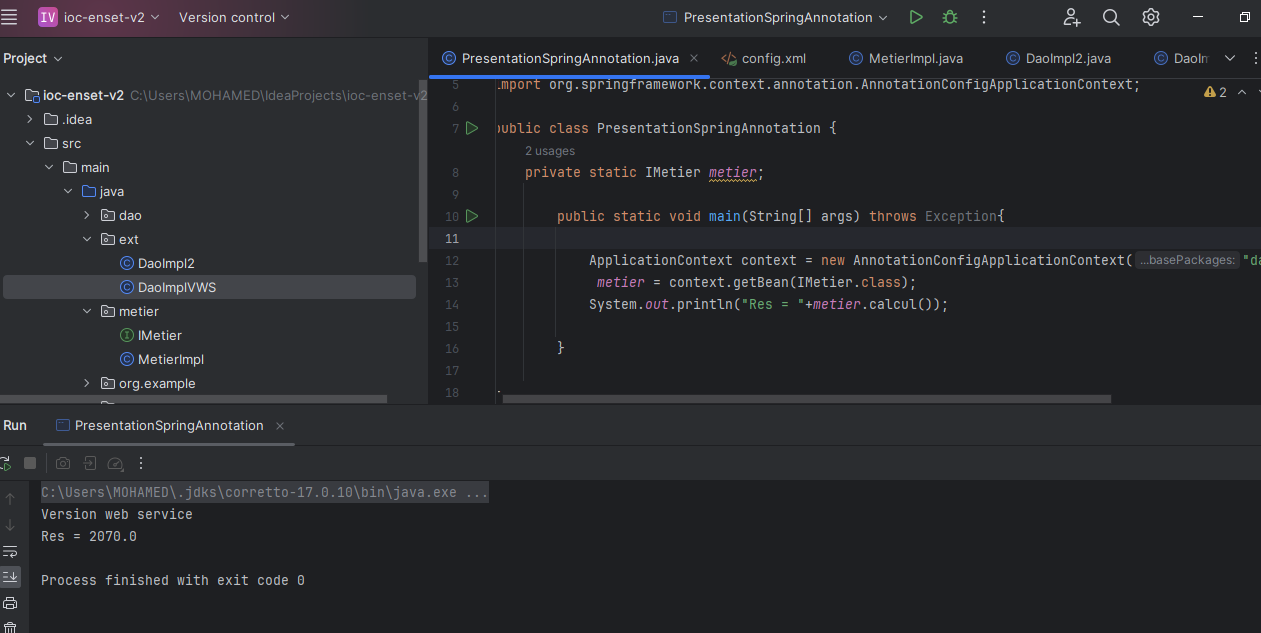 IV ioc-enset-v2 Version control PresentationSpringAnnotation
Project
ioc-enset-v2 C:\Users\MOHAMED\IdeaProjects\ioc-enset-v2
.idea
src
main
java
dao
ext
DaoImpl2
DaoImplVWS
metier
IMetier
MetierImpl
org.example
PresentationSpringAnnotation.java config.xml MetierImpl.java DaoImpl2.java
2
5 import org.springframework.context.annotation.AnnotationConfigApplicationContext;
6
7 public class PresentationSpringAnnotation {
2 usages
8 private static IMetier metier;
9
10 public static void main(String[] args) throws Exception{
11
12 ApplicationContext context = new AnnotationConfigApplicationContext( ...basePackages: "da
13 metier = context.getBean(IMetier.class);
14 System.out.println("Res = "+metier.calcul());
15
16 }
17
18
Run PresentationSpringAnnotation
C:\Users\MOHAMED\.jdks\corretto-17.0.10\bin\java.exe ...
Version web service
Res = 2070.0
Process finished with exit code 0